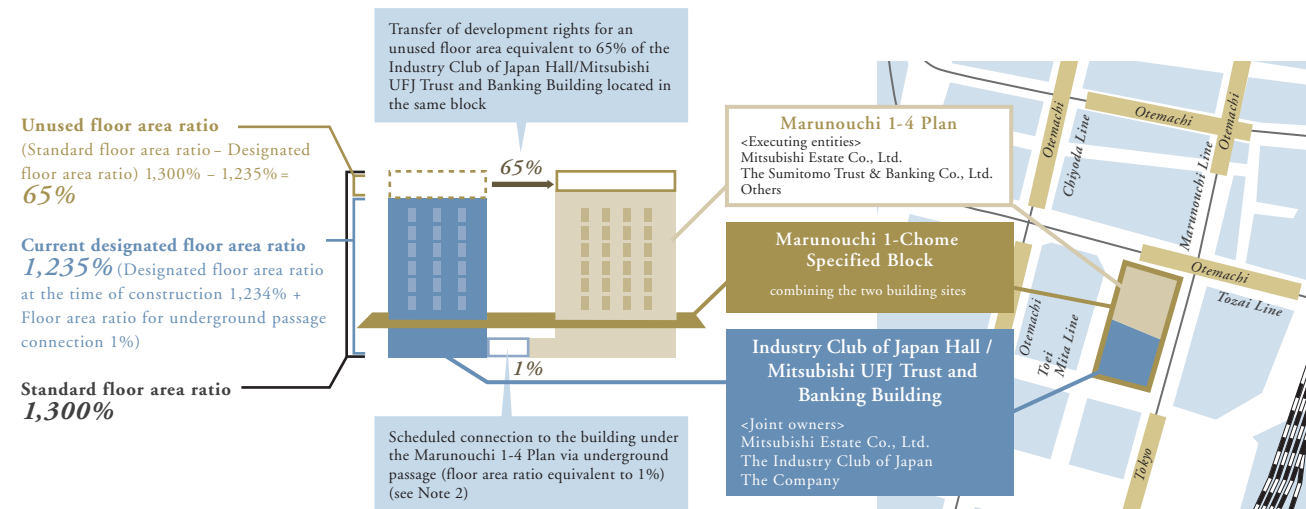 Transfer of development rights for an
unused floor area equivalent to 65% of the
Industry Club of Japan Hall/Mitsubishi
UFJ Trust and Banking Building located in
the same block
Unused floor area ratio
(Standard floor area ratio – Designated
floor area ratio) 1,300% – 1,235% =
65%
Current designated floor area ratio
1,235% (Designated floor area ratio
at the time of construction 1,234% +
Floor area ratio for underground passage
connection 1%)
Standard floor area ratio
1,300%
65%
1%
Scheduled connection to the building under
the Marunouchi 1-4 Plan via underground
passage (floor area ratio equivalent to 1%)
(see Note 2)
Marunouchi 1-4 Plan
<Executing entities>
Mitsubishi Estate Co., Ltd.
The Sumitomo Trust & Banking Co., Ltd.
Others
Marunouchi 1-Chome
Specified Block
combining the two building sites
Industry Club of Japan Hall /
Mitsubishi UFJ Trust and
Banking Building
<Joint owners>
Mitsubishi Estate Co., Ltd.
The Industry Club of Japan
The Company
Otemachi
Chiyoda Line
Otemachi
Otemachi
Marunouchi Line
Otemachi
Tozai Line
Otemachi
Toei
Mita Line
Tokyo